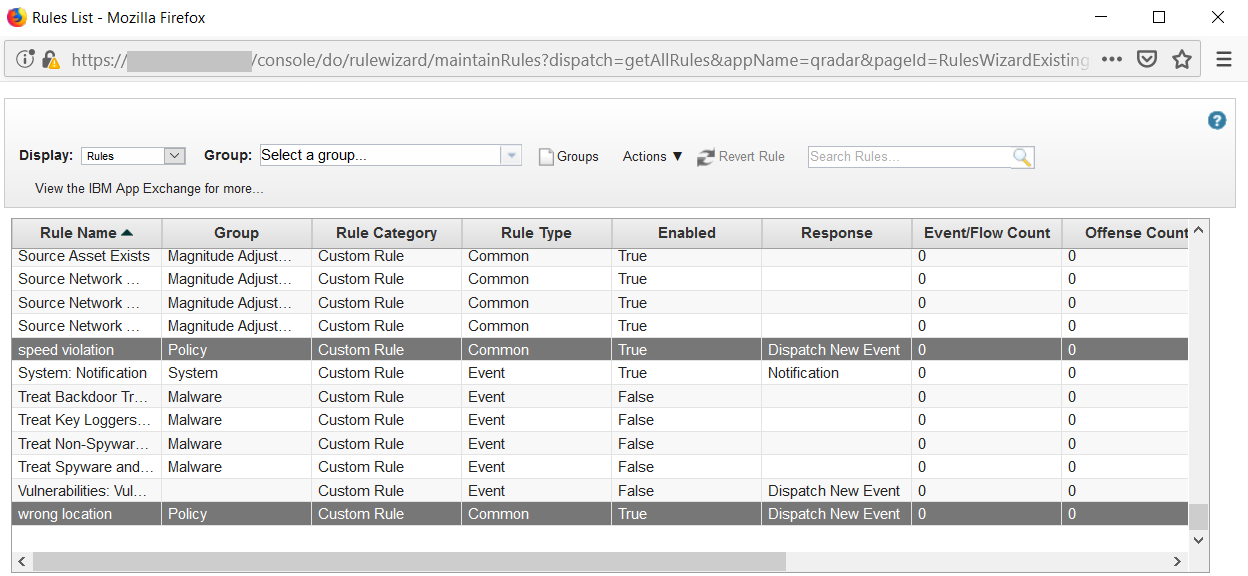 Rules List - Mozilla Firefox
https:// /console/do/rulewizard/maintainRules?dispatch=getAllRules&appName=qradar&pageId=RulesWizardExisting
Display: Rules Group: Select a group... Groups Actions ▼ Revert Rule Search Rules...
View the IBM App Exchange for more...
Rule Name Group Rule Category Rule Type Enabled Response Event/Flow Count Offense Count
Source Asset Exists Magnitude Adjust... Custom Rule Common True 0 0
Source Network ... Magnitude Adjust... Custom Rule Common True 0 0
Source Network ... Magnitude Adjust... Custom Rule Common True 0 0
Source Network ... Magnitude Adjust... Custom Rule Common True 0 0
speed violation Policy Custom Rule Common True Dispatch New Event 0 0
System: Notification System Custom Rule Event True Notification 0 0
Treat Backdoor Tr... Malware Custom Rule Event False 0 0
Treat Key Loggers... Malware Custom Rule Event False 0 0
Treat Non-Spywar... Malware Custom Rule Event False 0 0
Treat Spyware and... Malware Custom Rule Event False 0 0
Vulnerabilities: Vul... Custom Rule Event False Dispatch New Event 0 0
wrong location Policy Custom Rule Common True Dispatch New Event 0 0